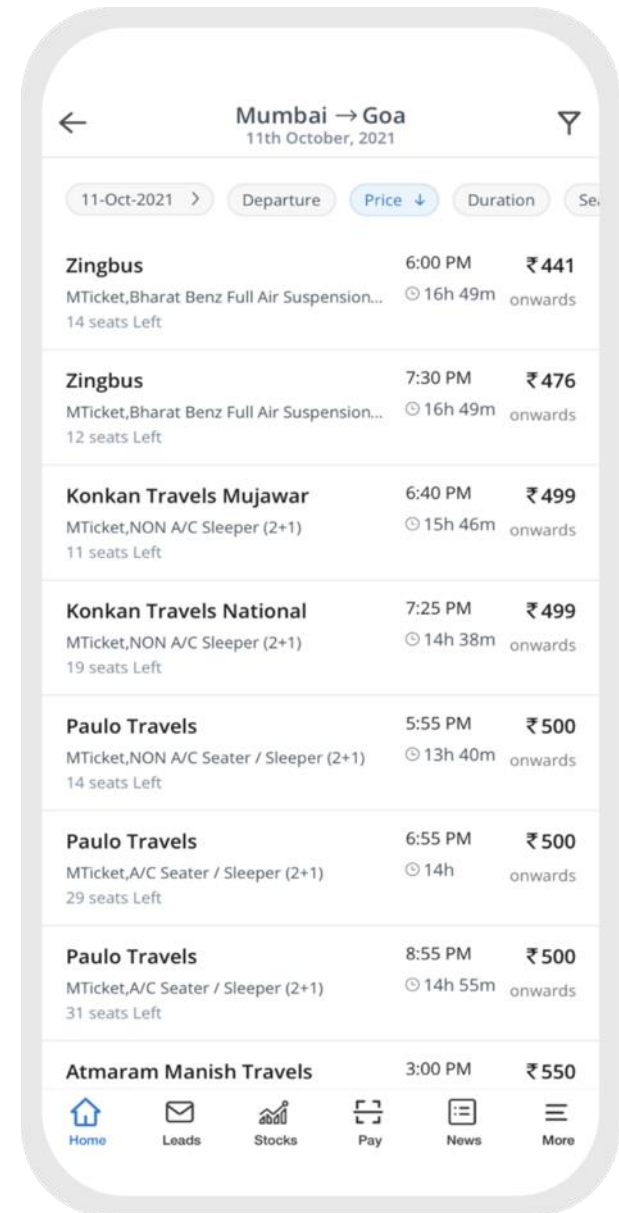 Mumbai → Goa
11th October, 2021
11-Oct-2021 > Departure Price ↓ Duration
Zingbus 6:00 PM ₹441
MTicket,Bharat Benz Full Air Suspension... 16h 49m onwards
14 seats Left
Zingbus 7:30 PM ₹476
MTicket,Bharat Benz Full Air Suspension... 16h 49m onwards
12 seats Left
Konkan Travels Mujawar 6:40 PM ₹499
MTicket,NON A/C Sleeper (2+1) 15h 46m onwards
11 seats Left
Konkan Travels National 7:25 PM ₹499
MTicket,NON A/C Sleeper (2+1) 14h 38m onwards
19 seats Left
Paulo Travels 5:55 PM ₹500
MTicket,NON A/C Seater / Sleeper (2+1) 13h 40m onwards
14 seats Left
Paulo Travels 6:55 PM ₹500
MTicket,A/C Seater / Sleeper (2+1) 14h onwards
29 seats Left
Paulo Travels 8:55 PM ₹500
MTicket,A/C Seater / Sleeper (2+1) 14h 55m onwards
31 seats Left
Atmaram Manish Travels 3:00 PM ₹550
Home Leads Stocks Pay News More